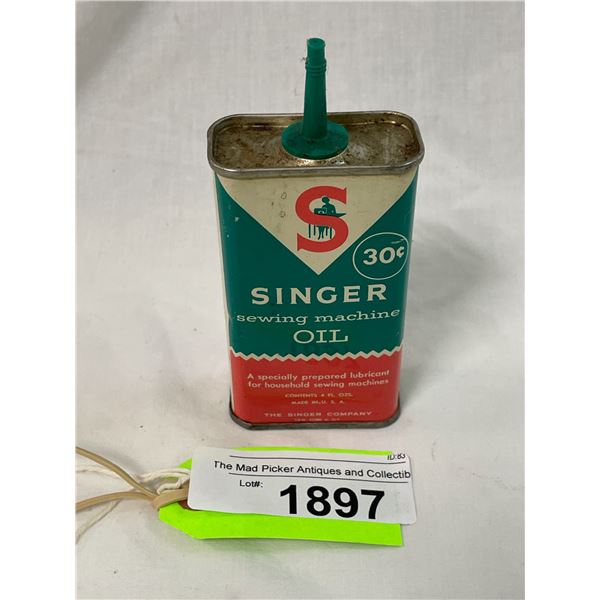 S
30¢
SINGER
sewing machine
OIL
A specially prepared lubricant
for household sewing machines
CONTENTS 4 FL. OZS.
MADE IN U. S. A.
THE SINGER COMPANY
ID:83
The Mad Picker Antiques and Collectib
Lot#:
1897